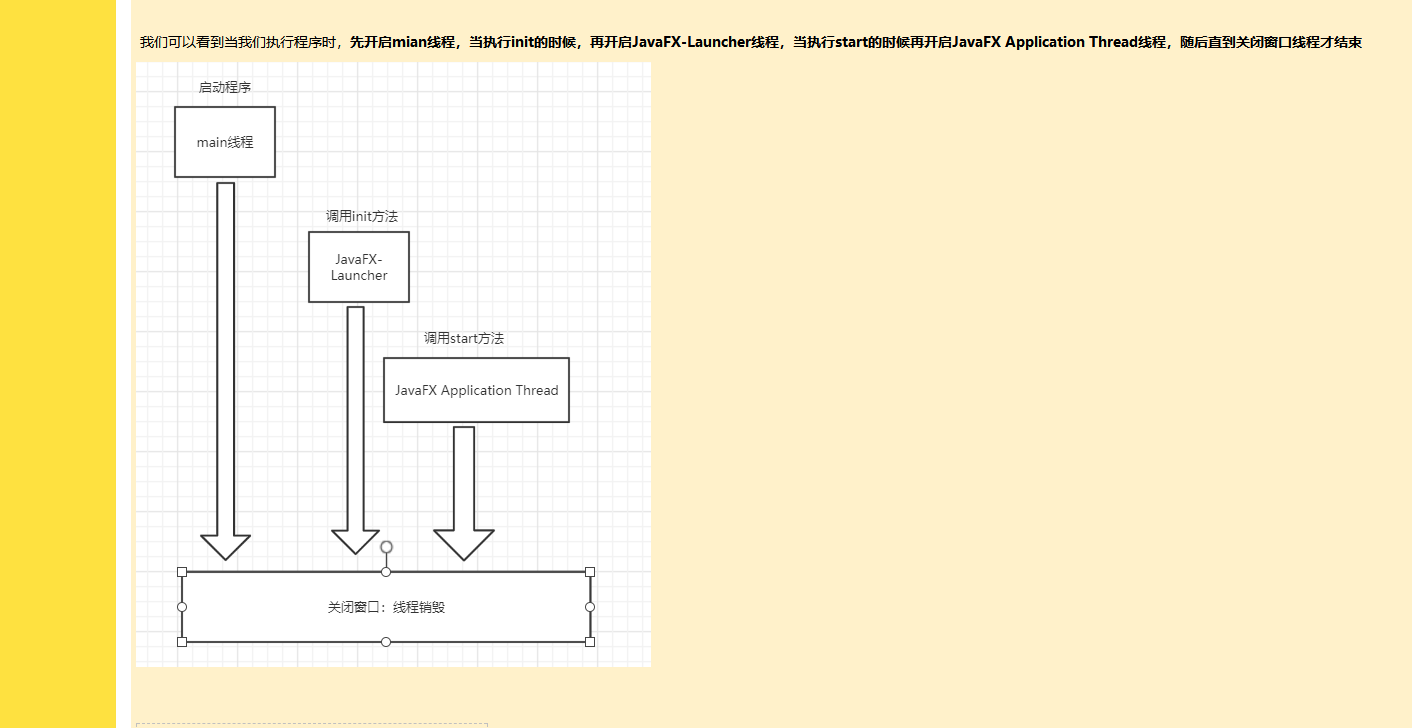 我们可以看到当我们执行程序时，先开启mian线程，当执行init的时候，再开启JavaFX-Launcher线程，当执行start的时候再开启JavaFX Application Thread线程，随后直到关闭窗口线程才结束
启动程序
main线程
调用init方法
JavaFX-
Launcher
调用start方法
JavaFX Application Thread
关闭窗口：线程销毁